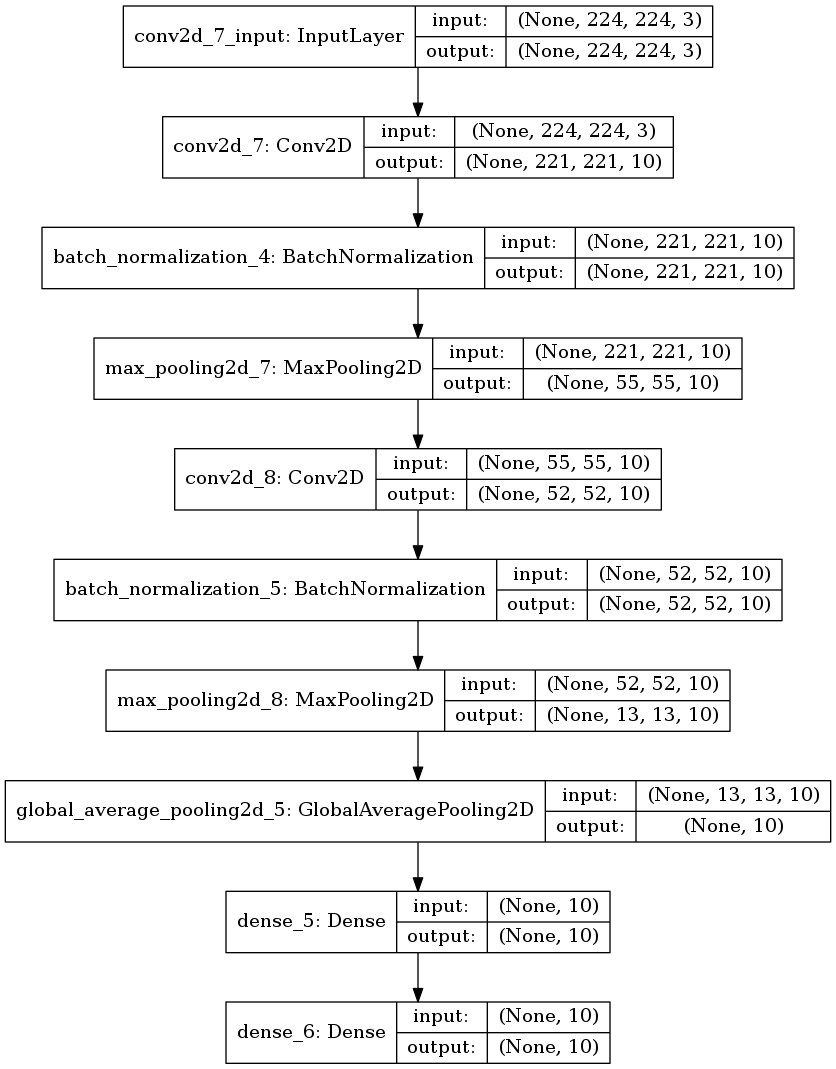 conv2d_7_input: InputLayer
input: (None, 224, 224, 3)
output: (None, 224, 224, 3)
conv2d_7: Conv2D
input: (None, 224, 224, 3)
output: (None, 221, 221, 10)
batch_normalization_4: BatchNormalization
input: (None, 221, 221, 10)
output: (None, 221, 221, 10)
max_pooling2d_7: MaxPooling2D
input: (None, 221, 221, 10)
output: (None, 55, 55, 10)
conv2d_8: Conv2D
input: (None, 55, 55, 10)
output: (None, 52, 52, 10)
batch_normalization_5: BatchNormalization
input: (None, 52, 52, 10)
output: (None, 52, 52, 10)
max_pooling2d_8: MaxPooling2D
input: (None, 52, 52, 10)
output: (None, 13, 13, 10)
global_average_pooling2d_5: GlobalAveragePooling2D
input: (None, 13, 13, 10)
output: (None, 10)
dense_5: Dense
input: (None, 10)
output: (None, 10)
dense_6: Dense
input: (None, 10)
output: (None, 10)